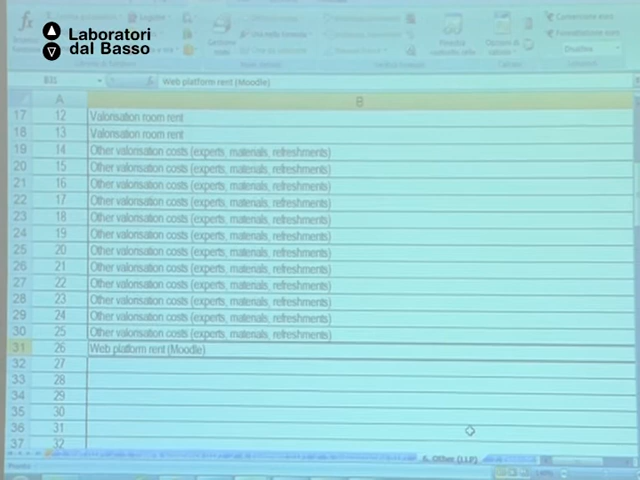 Laboratori
dal Basso
B31 Web platform rent (Moodle)
A B
17 12 Valorisation room rent
18 13 Valorisation room rent
19 14 Other valorisation costs (experts, materials, refreshments)
20 15 Other valorisation costs (experts, materials, refreshments)
21 16 Other valorisation costs (experts, materials, refreshments)
22 17 Other valorisation costs (experts, materials, refreshments)
23 18 Other valorisation costs (experts, materials, refreshments)
24 19 Other valorisation costs (experts, materials, refreshments)
25 20 Other valorisation costs (experts, materials, refreshments)
26 21 Other valorisation costs (experts, materials, refreshments)
27 22 Other valorisation costs (experts, materials, refreshments)
28 23 Other valorisation costs (experts, materials, refreshments)
29 24 Other valorisation costs (experts, materials, refreshments)
30 25 Other valorisation costs (experts, materials, refreshments)
31 26 Web platform rent (Moodle)
32 27
33 28
34 29
35 30
36 31
37 32
5. Other (LLP)
Pronto